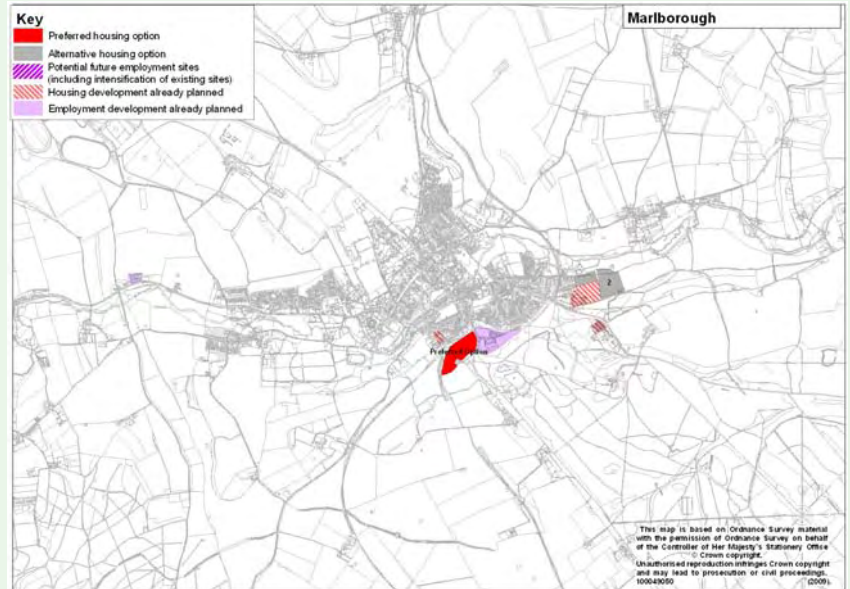 Key
Preferred housing option
Alternative housing option
Potential future employment sites
(including intensification of existing sites)
Housing development already planned
Employment development already planned
Marlborough
2
Preferred Option
This map is based on Ordnance Survey material
with the permission of Ordnance Survey on behalf
of the Controller of Her Majesty's Stationery Office
© Crown copyright.
Unauthorised reproduction infringes Crown copyright
and may lead to prosecution or civil proceedings.
100049050 (2009)